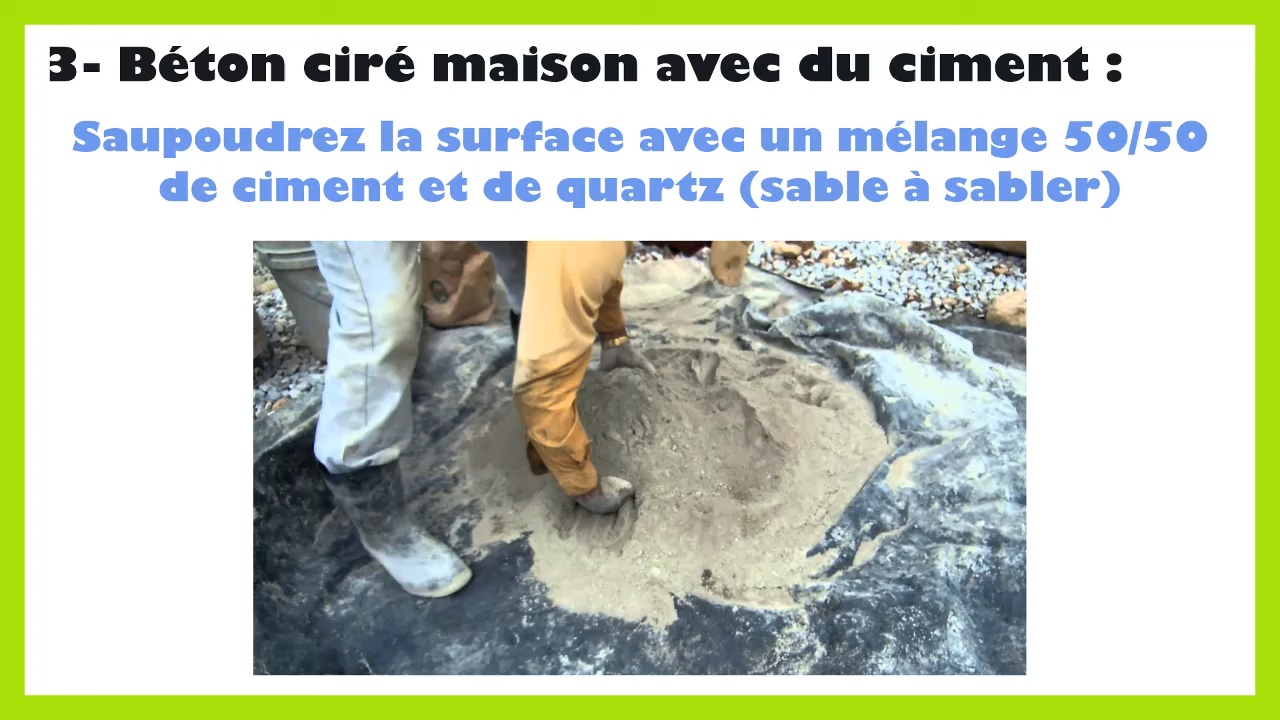 3- Béton ciré maison avec du ciment :
Saupoudrez la surface avec un mélange 50/50
de ciment et de quartz (sable à sabler)